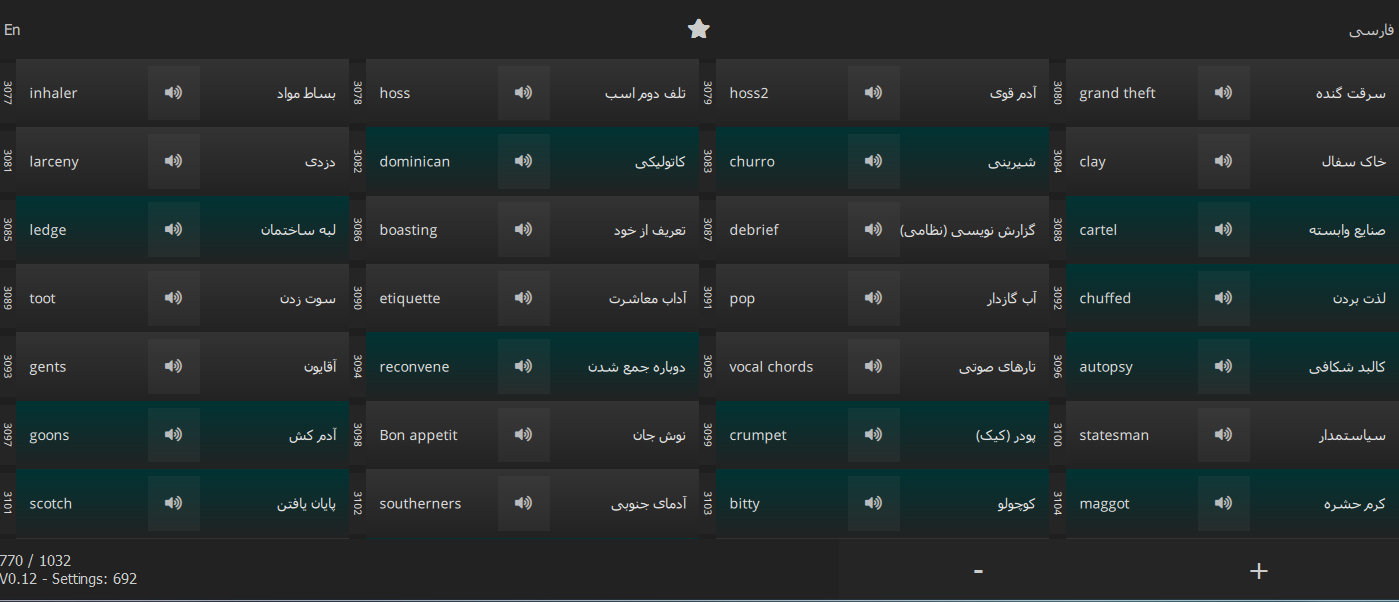 En فارسی
3077 inhaler بساط مواد 3078 hoss تلف دوم اسب 3079 hoss2 آدم قوی 3080 grand theft سرقت گنده
3081 larceny دزدی 3082 dominican کاتولیکی 3083 churro شیرینی 3084 clay خاک سفال
3085 ledge لبه ساختمان 3086 boasting تعریف از خود 3087 debrief گزارش نویسی (نظامی) 3088 cartel صنایع وابسته
3089 toot سوت زدن 3090 etiquette آداب معاشرت 3091 pop آب گازدار 3092 chuffed لذت بردن
3093 gents آقایون 3094 reconvene دوباره جمع شدن 3095 vocal chords تارهای صوتی 3096 autopsy کالبد شکافی
3097 goons آدم کش 3098 Bon appetit نوش جان 3099 crumpet پودر (کیک) 3100 statesman سیاستمدار
3101 scotch پایان یافتن 3102 southerners آدمای جنوبی 3103 bitty کوچولو 3104 maggot کرم حشره
770 / 1032 - +
V0.12 - Settings: 692